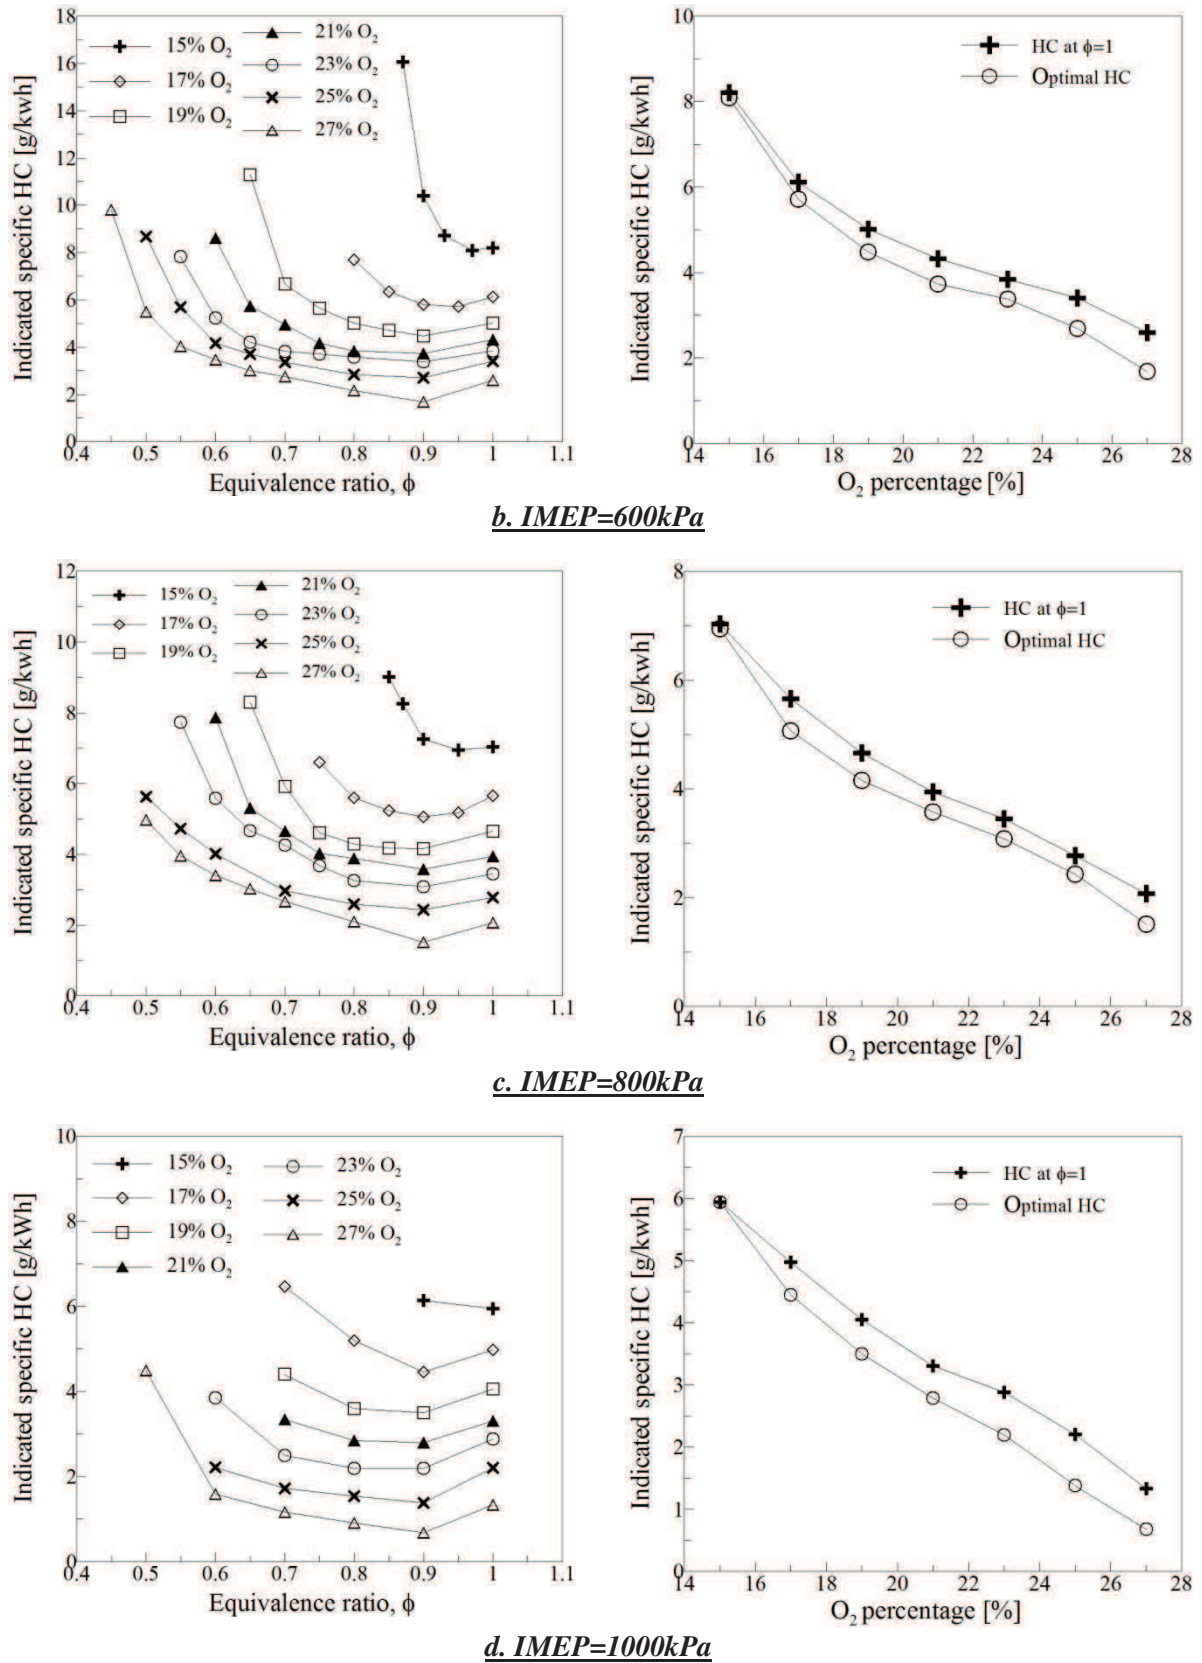 Indicated specific HC [g/kwh]
18
16
14
12
10
8
6
4
2
0
15% O₂
17% O₂
19% O₂
21% O₂
23% O₂
25% O₂
27% O₂
0.4 0.5 0.6 0.7 0.8 0.9 1 1.1
Equivalence ratio, ϕ
Indicated specific HC [g/kwh]
10
8
6
4
2
0
HC at ϕ=1
Optimal HC
14 16 18 20 22 24 26 28
O₂ percentage [%]
b. IMEP=600kPa
Indicated specific HC [g/kwh]
12
10
8
6
4
2
0
15% O₂
17% O₂
19% O₂
21% O₂
23% O₂
25% O₂
27% O₂
0.4 0.5 0.6 0.7 0.8 0.9 1 1.1
Equivalence ratio, ϕ
Indicated specific HC [g/kwh]
8
6
4
2
0
HC at ϕ=1
Optimal HC
14 16 18 20 22 24 26 28
O₂ percentage [%]
c. IMEP=800kPa
Indicated specific HC [g/kWh]
10
8
6
4
2
0
15% O₂
17% O₂
19% O₂
21% O₂
23% O₂
25% O₂
27% O₂
0.4 0.5 0.6 0.7 0.8 0.9 1 1.1
Equivalence ratio, ϕ
Indicated specific HC [g/kwh]
7
6
5
4
3
2
1
0
HC at ϕ=1
Optimal HC
14 16 18 20 22 24 26 28
O₂ percentage [%]
d. IMEP=1000kPa